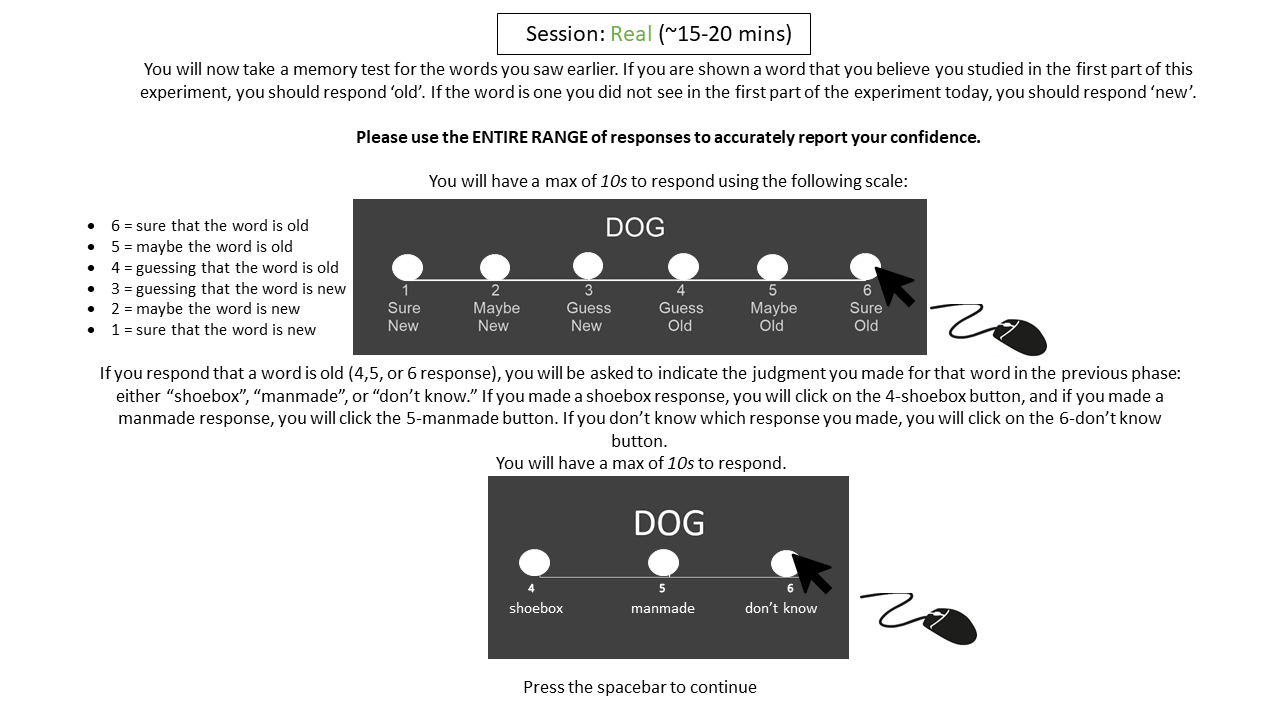 Session: Real (~15-20 mins)
You will now take a memory test for the words you saw earlier. If you are shown a word that you believe you studied in the first part of this
experiment, you should respond ‘old’. If the word is one you did not see in the first part of the experiment today, you should respond ‘new’.
Please use the ENTIRE RANGE of responses to accurately report your confidence.
You will have a max of 10s to respond using the following scale:
• 6 = sure that the word is old
• 5 = maybe the word is old
• 4 = guessing that the word is old
• 3 = guessing that the word is new
• 2 = maybe the word is new
• 1 = sure that the word is new
DOG
1 2 3 4 5 6
Sure Maybe Guess Guess Maybe Sure
New New New Old Old Old
If you respond that a word is old (4,5, or 6 response), you will be asked to indicate the judgment you made for that word in the previous phase:
either “shoebox”, “manmade”, or “don’t know.” If you made a shoebox response, you will click on the 4-shoebox button, and if you made a
manmade response, you will click the 5-manmade button. If you don’t know which response you made, you will click on the 6-don’t know
button.
You will have a max of 10s to respond.
DOG
4 5 6
shoebox manmade don’t know
Press the spacebar to continue